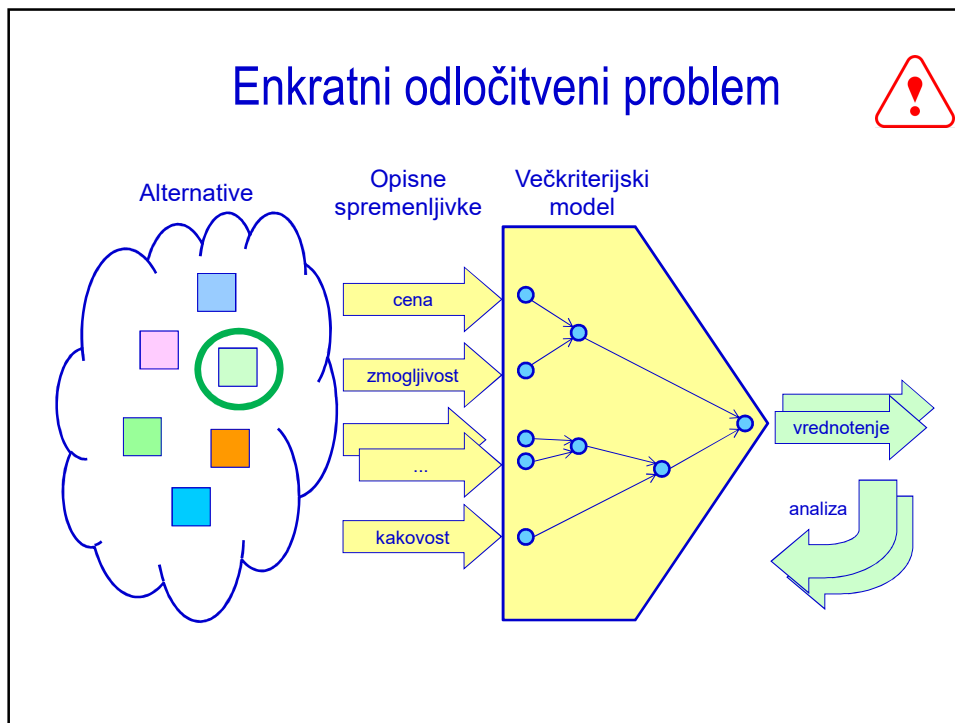 Enkratni odločitveni problem
!
Alternative
Opisne
spremenljivke
Večkriterijski
model
cena
zmogljivost
...
kakovost
vrednotenje
analiza